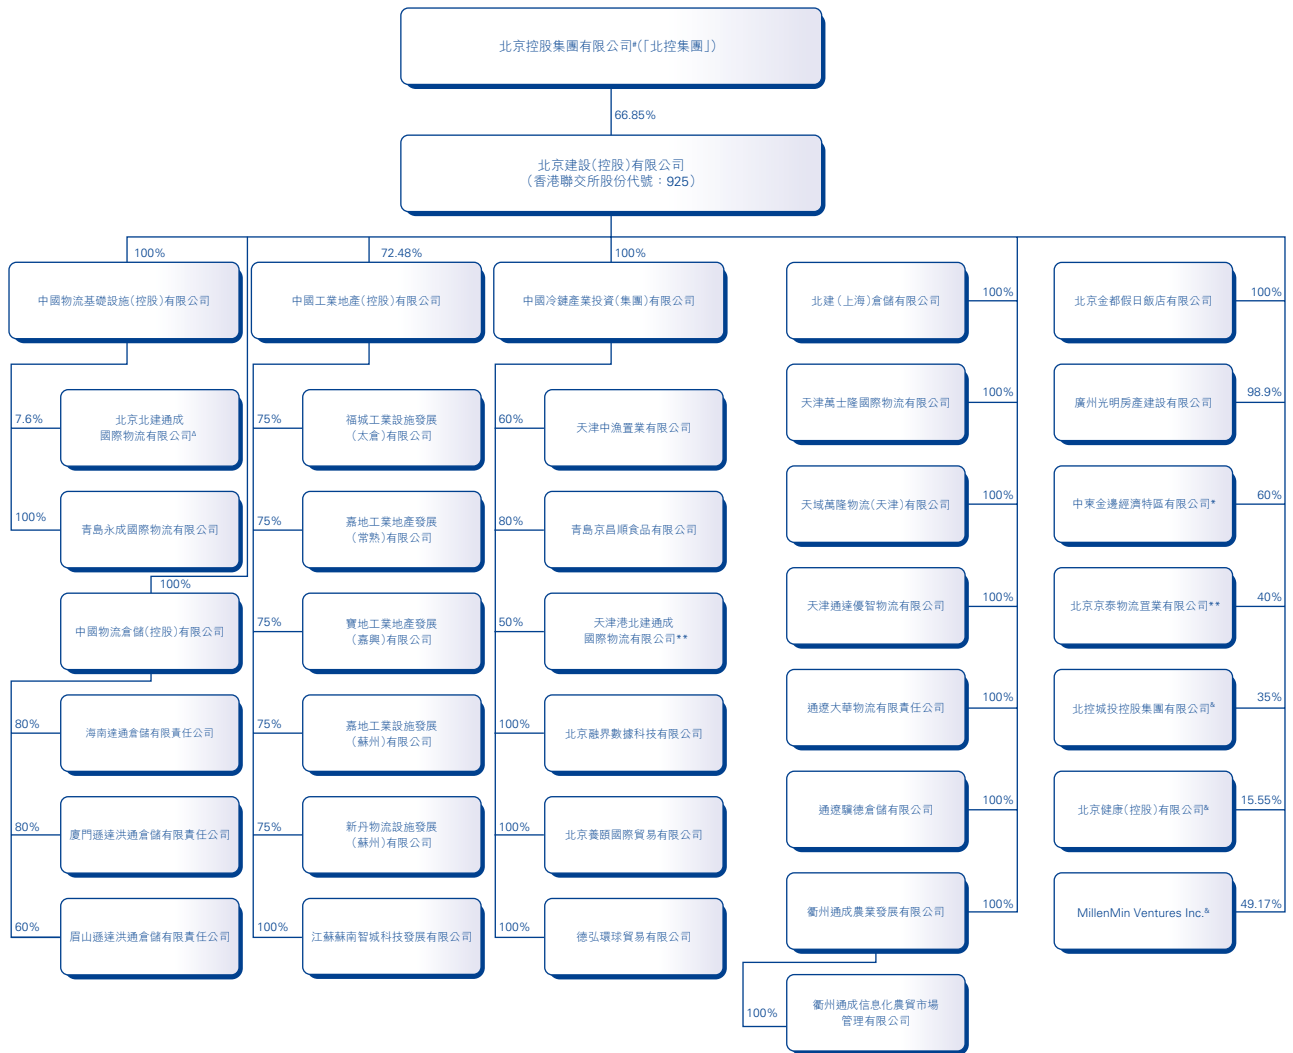 北京控股集團有限公司#(「北控集團」)
66.85%
北京建設(控股)有限公司
(香港聯交所股份代號：925)
100%
中國物流基礎設施(控股)有限公司
7.6%
北京北建通成
國際物流有限公司Δ
100%
青島永成國際物流有限公司
100%
中國物流倉儲(控股)有限公司
80%
海南達通倉儲有限責任公司
80%
廈門遜達洪通倉儲有限責任公司
60%
眉山遜達洪通倉儲有限責任公司
72.48%
中國工業地產(控股)有限公司
75%
福城工業設施發展
(太倉)有限公司
75%
嘉地工業地產發展
(常熟)有限公司
75%
寶地工業地產發展
(嘉興)有限公司
75%
嘉地工業設施發展
(蘇州)有限公司
75%
新丹物流設施發展
(蘇州)有限公司
100%
江蘇蘇南智城科技發展有限公司
100%
中國冷鏈產業投資(集團)有限公司
60%
天津中漁置業有限公司
80%
青島京昌順食品有限公司
50%
天津港北建通成
國際物流有限公司**
100%
北京融界數據科技有限公司
100%
北京養頤國際貿易有限公司
100%
德弘環球貿易有限公司
北建(上海)倉儲有限公司
100%
天津萬士隆國際物流有限公司
100%
天域萬隆物流(天津)有限公司
100%
天津通達優智物流有限公司
100%
通遼大華物流有限責任公司
100%
通遼驥德倉儲有限公司
100%
衢州通成農業發展有限公司
100%
100%
衢州通成信息化農貿市場
管理有限公司
北京金都假日飯店有限公司
100%
廣州光明房產建設有限公司
98.9%
中東金邊經濟特區有限公司*
60%
北京京泰物流置業有限公司**
40%
北控城投控股集團有限公司&
35%
北京健康(控股)有限公司&
15.55%
MillenMin Ventures Inc.&
49.17%